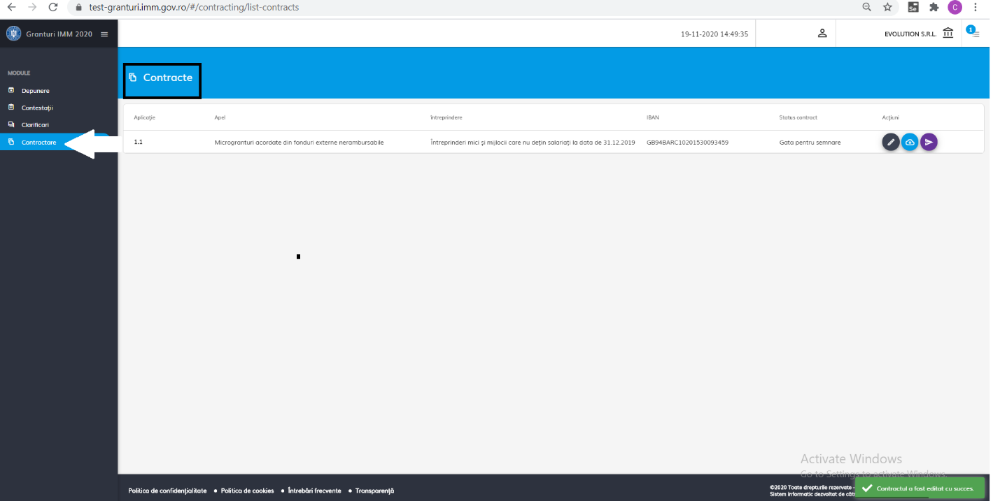 test-granturi.imm.gov.ro/#/contracting/list-contracts
Se
C
Granturi IMM 2020
19-11-2020 14:49:35
EVOLUTION S.R.L.
1
MODULE
Depunere
Contestații
Clarificari
Contractare
Contracte
Aplicație Apel Întreprindere IBAN Status contract Acțiuni
1.1 Microgranturi acordate din fonduri externe nerambursabile Întreprinderi mici și mijlocii care nu dețin salariați la data de 31.12.2019 GB94BARC10201530093459 Gata pentru semnare
Activate Windows
Go to Settings to activate Windows.
Politica de confidențialitate • Politica de cookies • Întrebări frecvente • Transparență
©2020 Toate drepturile rezervate -
Sistem informatic dezvoltat de
Contractul a fost editat cu succes.